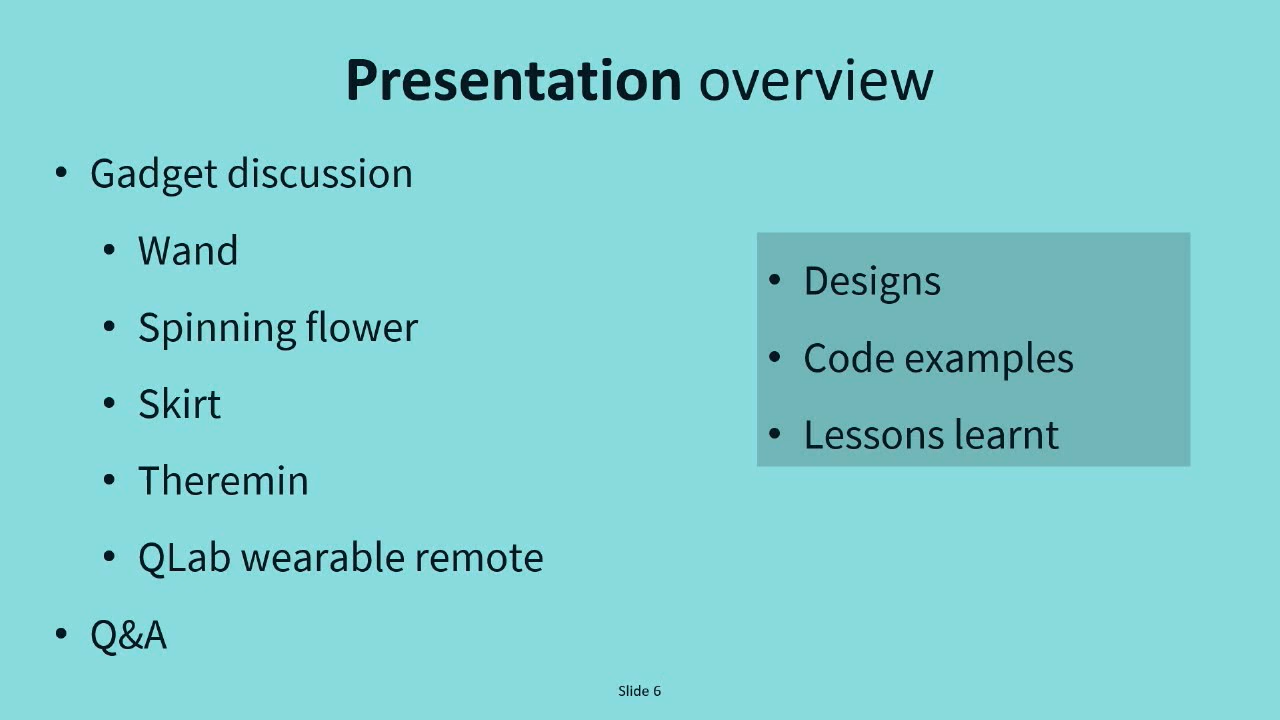 Presentation overview
• Gadget discussion
• Wand
• Spinning flower
• Skirt
• Theremin
• QLab wearable remote
• Q&A
• Designs
• Code examples
• Lessons learnt
Slide 6